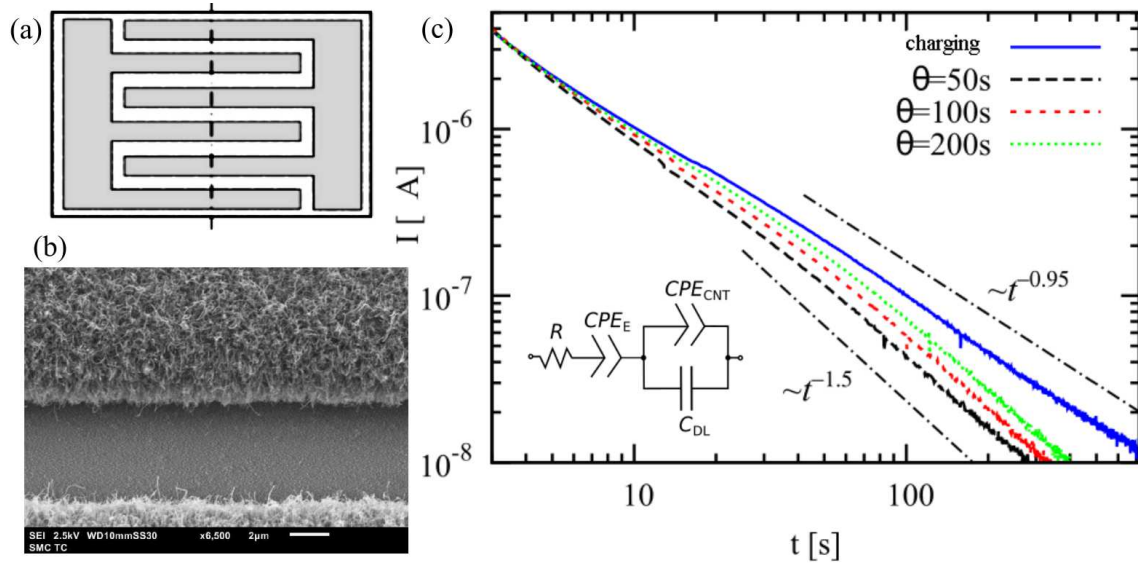 (a)
(b)
SEI 2.5kV WD10mmSS30 x6,500 2μm
SMC TC
(c)
I [ A]
10⁻⁶
10⁻⁷
10⁻⁸
charging
θ=50s
θ=100s
θ=200s
~t⁻⁰·⁹⁵
~t⁻¹·⁵
R
CPE_E
CPE_CNT
C_DL
10
100
t [s]